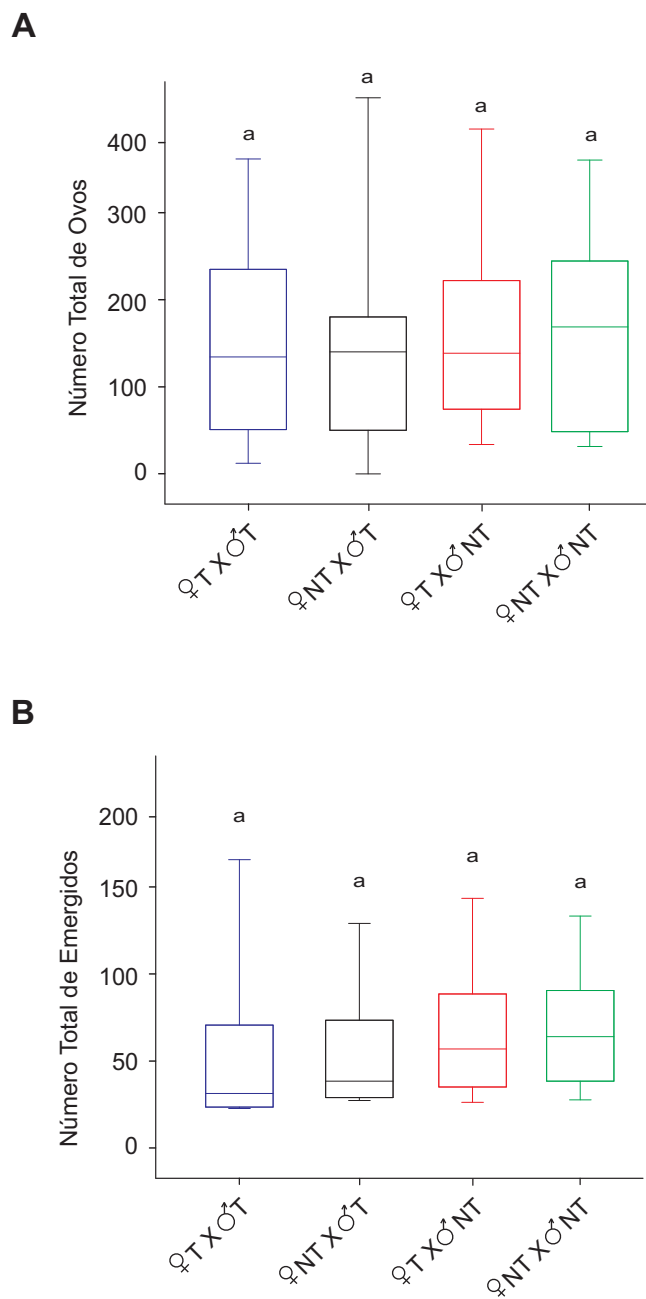 A
a
a
a
a
Número Total de Ovos
400
300
200
100
0
♀T X ♂T
♀NT X ♂T
♀T X ♂NT
♀NT X ♂NT
B
a
a
a
a
Número Total de Emergidos
200
150
100
50
0
♀T X ♂T
♀NT X ♂T
♀T X ♂NT
♀NT X ♂NT